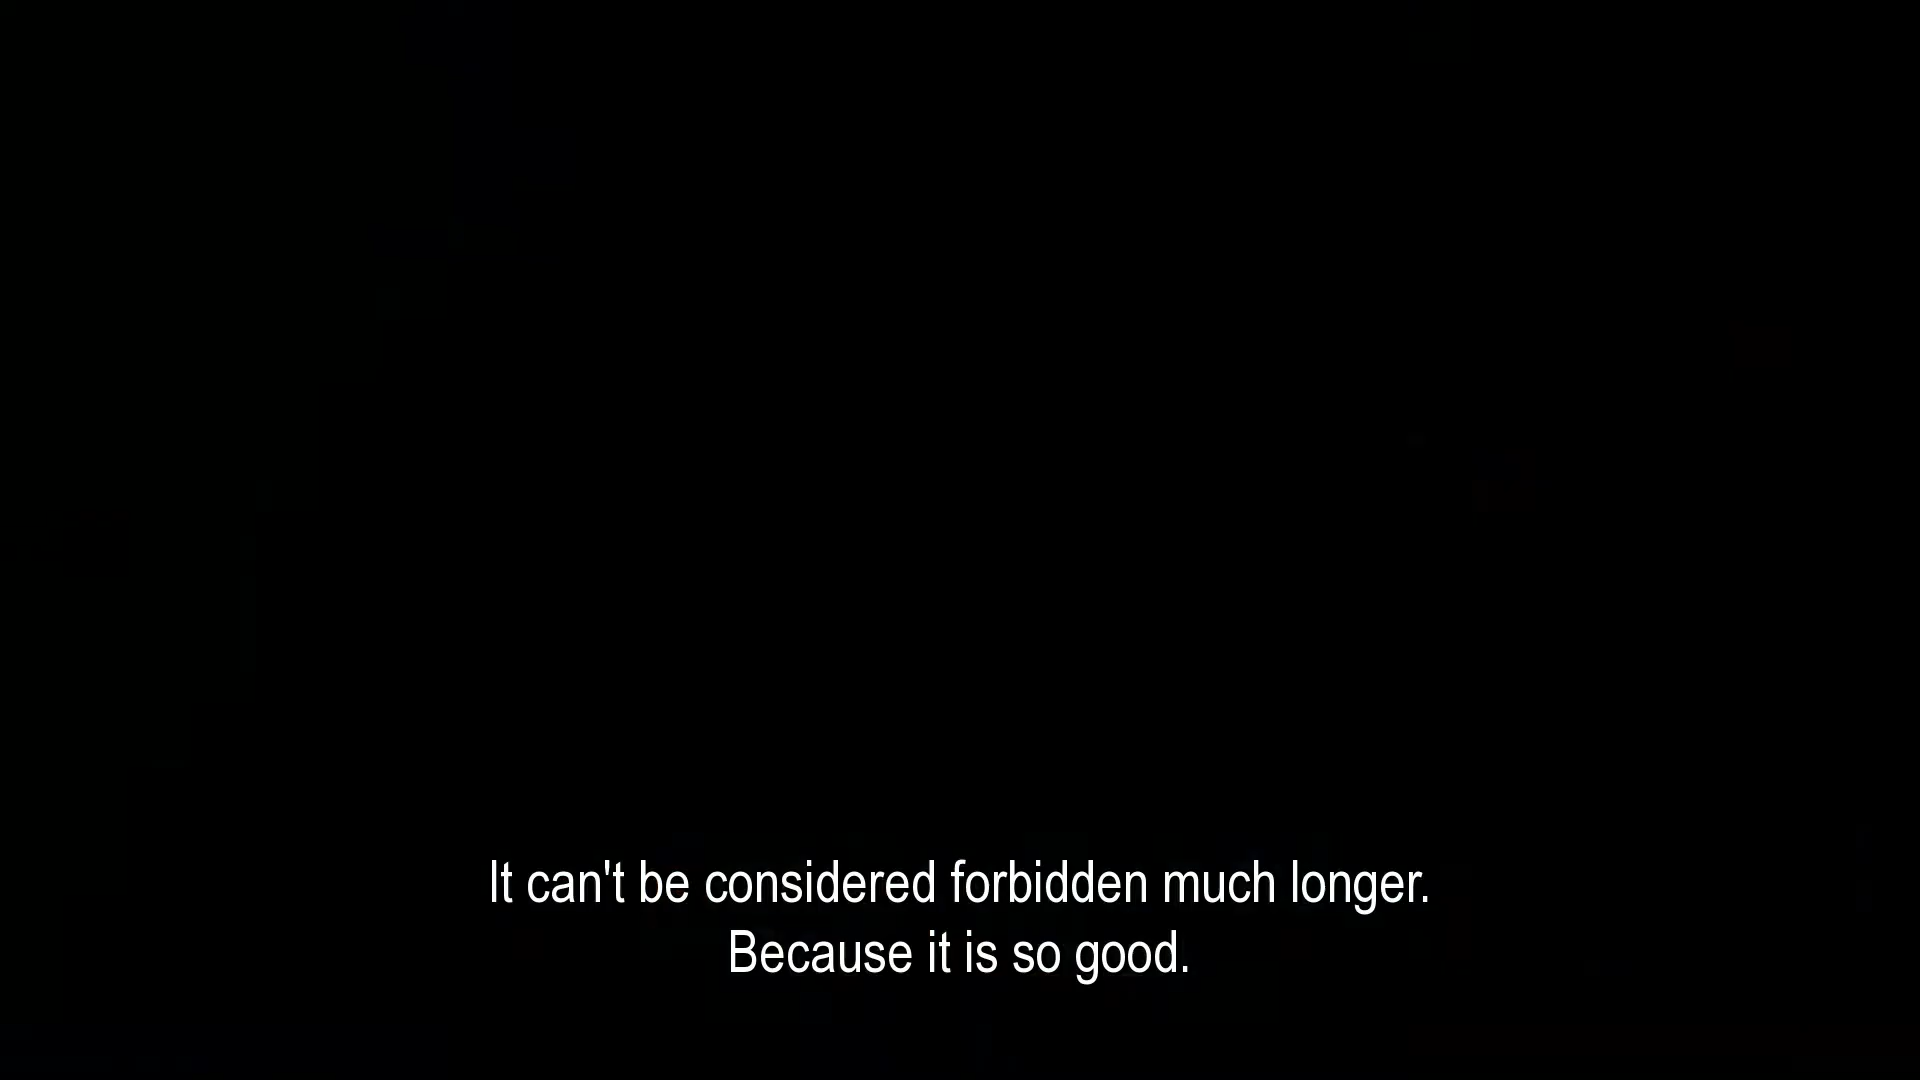 It can't be considered forbidden much longer.
Because it is so good.